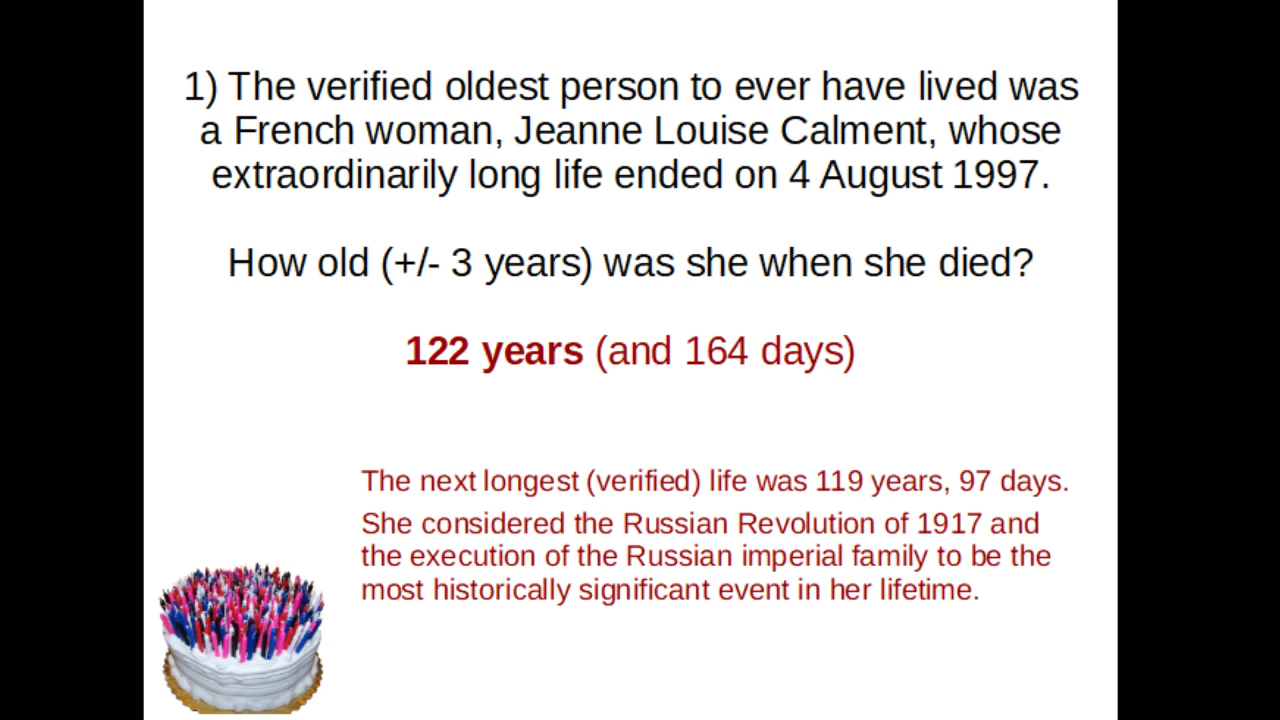 1) The verified oldest person to ever have lived was
a French woman, Jeanne Louise Calment, whose
extraordinarily long life ended on 4 August 1997.
How old (+/- 3 years) was she when she died?
122 years (and 164 days)
The next longest (verified) life was 119 years, 97 days.
She considered the Russian Revolution of 1917 and
the execution of the Russian imperial family to be the
most historically significant event in her lifetime.